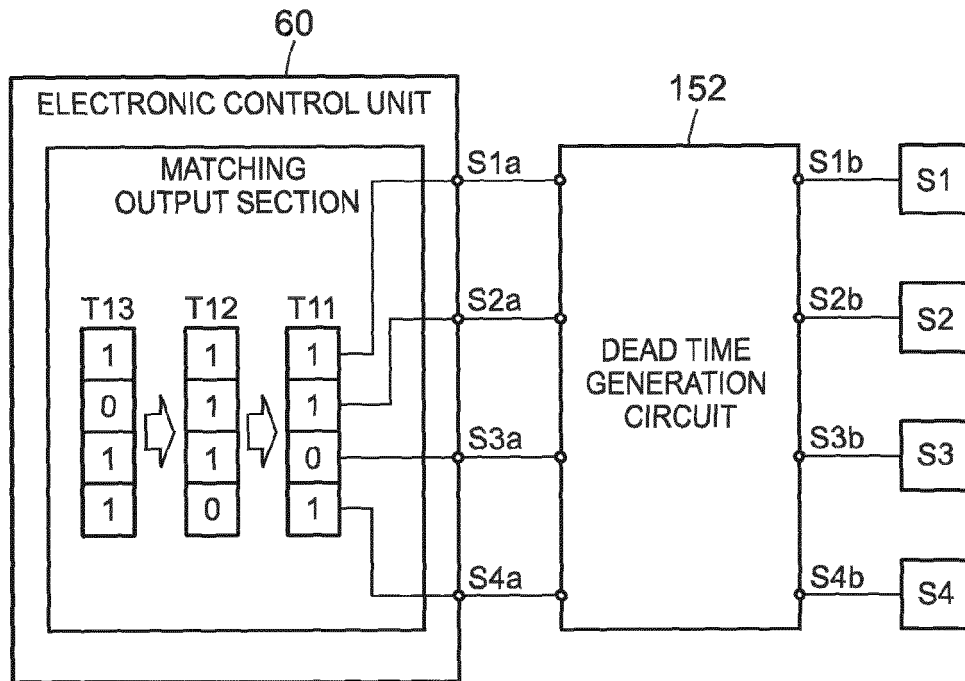 60
ELECTRONIC CONTROL UNIT
152
MATCHING
OUTPUT SECTION
S1a
S1b
S1
T13
T12
T11
S2a
S2b
S2
1
1
1
0
1
1
DEAD TIME
GENERATION
CIRCUIT
S3a
S3b
S3
1
1
0
1
0
1
S4a
S4b
S4